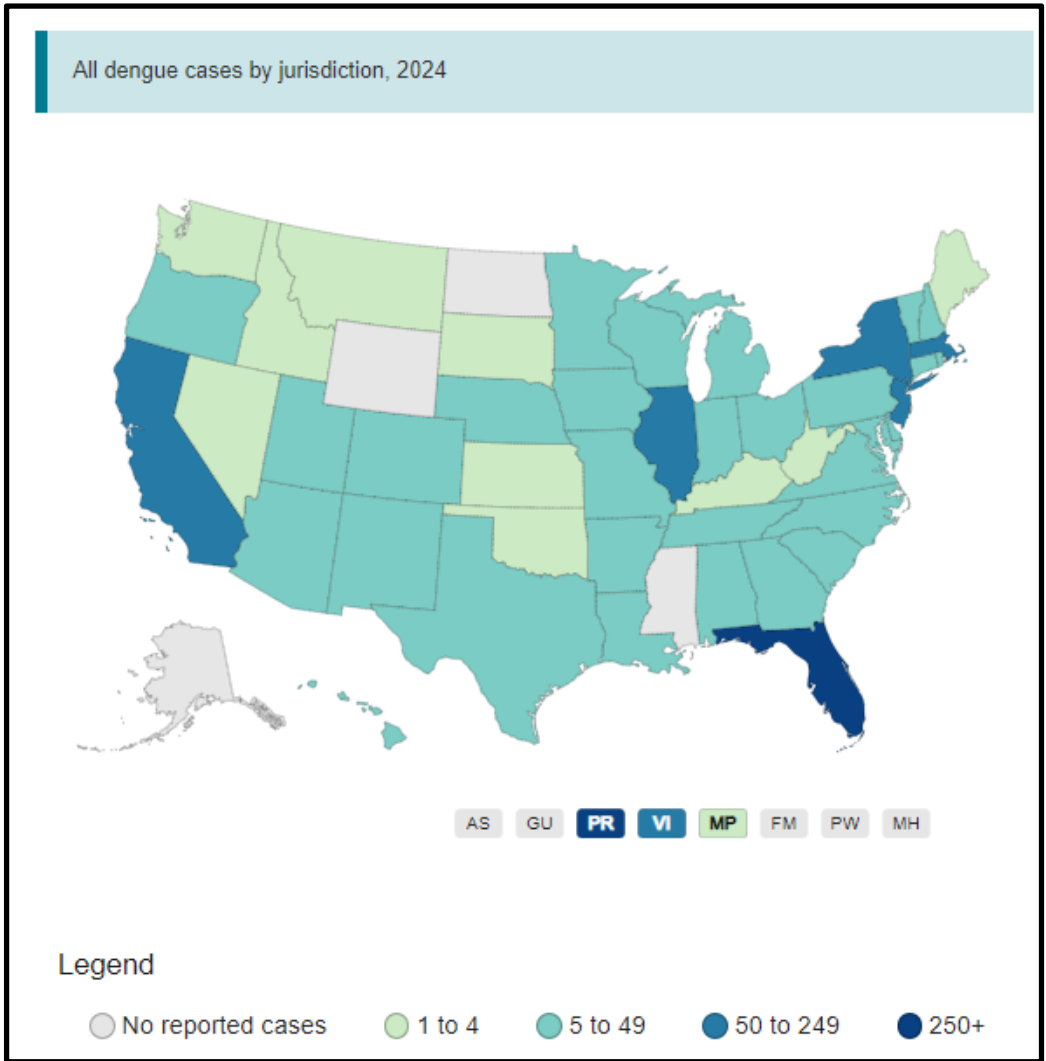 All dengue cases by jurisdiction, 2024
AS GU PR VI MP FM PW MH
Legend
No reported cases 1 to 4 5 to 49 50 to 249 250+